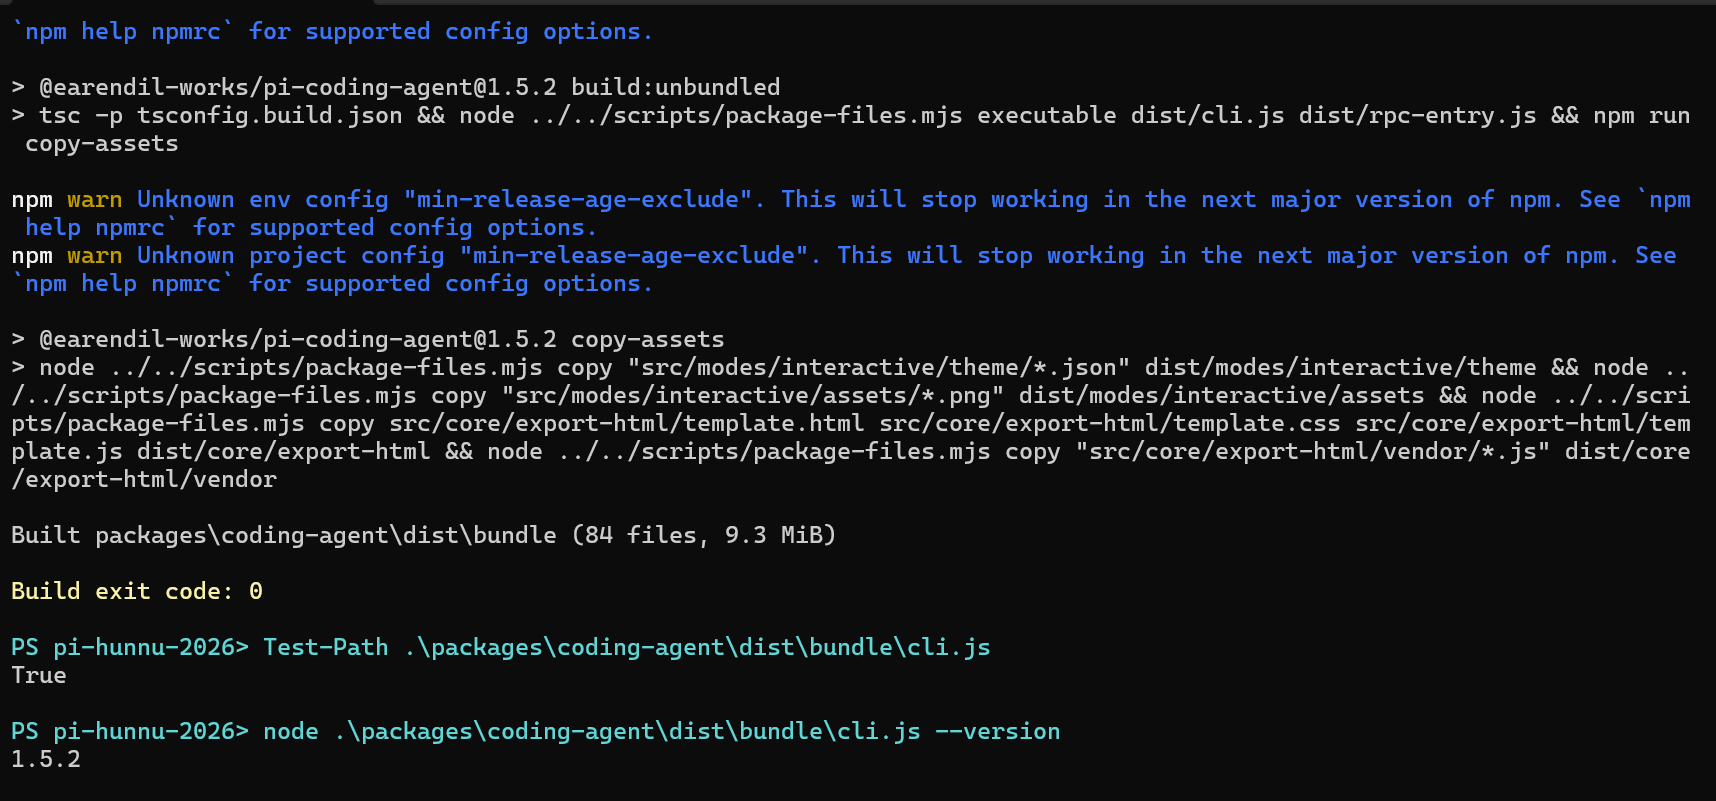 `npm help npmrc` for supported config options.
> @earendil-works/pi-coding-agent@1.5.2 build:unbundled
> tsc -p tsconfig.build.json && node ../../scripts/package-files.mjs executable dist/cli.js dist/rpc-entry.js && npm run
copy-assets
npm warn Unknown env config "min-release-age-exclude". This will stop working in the next major version of npm. See `npm
help npmrc` for supported config options.
npm warn Unknown project config "min-release-age-exclude". This will stop working in the next major version of npm. See
`npm help npmrc` for supported config options.
> @earendil-works/pi-coding-agent@1.5.2 copy-assets
> node ../../scripts/package-files.mjs copy "src/modes/interactive/theme/*.json" dist/modes/interactive/theme && node ..
/../scripts/package-files.mjs copy "src/modes/interactive/assets/*.png" dist/modes/interactive/assets && node ../../scri
pts/package-files.mjs copy src/core/export-html/template.html src/core/export-html/template.css src/core/export-html/tem
plate.js dist/core/export-html && node ../../scripts/package-files.mjs copy "src/core/export-html/vendor/*.js" dist/core
/export-html/vendor
Built packages\coding-agent\dist\bundle (84 files, 9.3 MiB)
Build exit code: 0
PS pi-hunnu-2026> Test-Path .\packages\coding-agent\dist\bundle\cli.js
True
PS pi-hunnu-2026> node .\packages\coding-agent\dist\bundle\cli.js --version
1.5.2